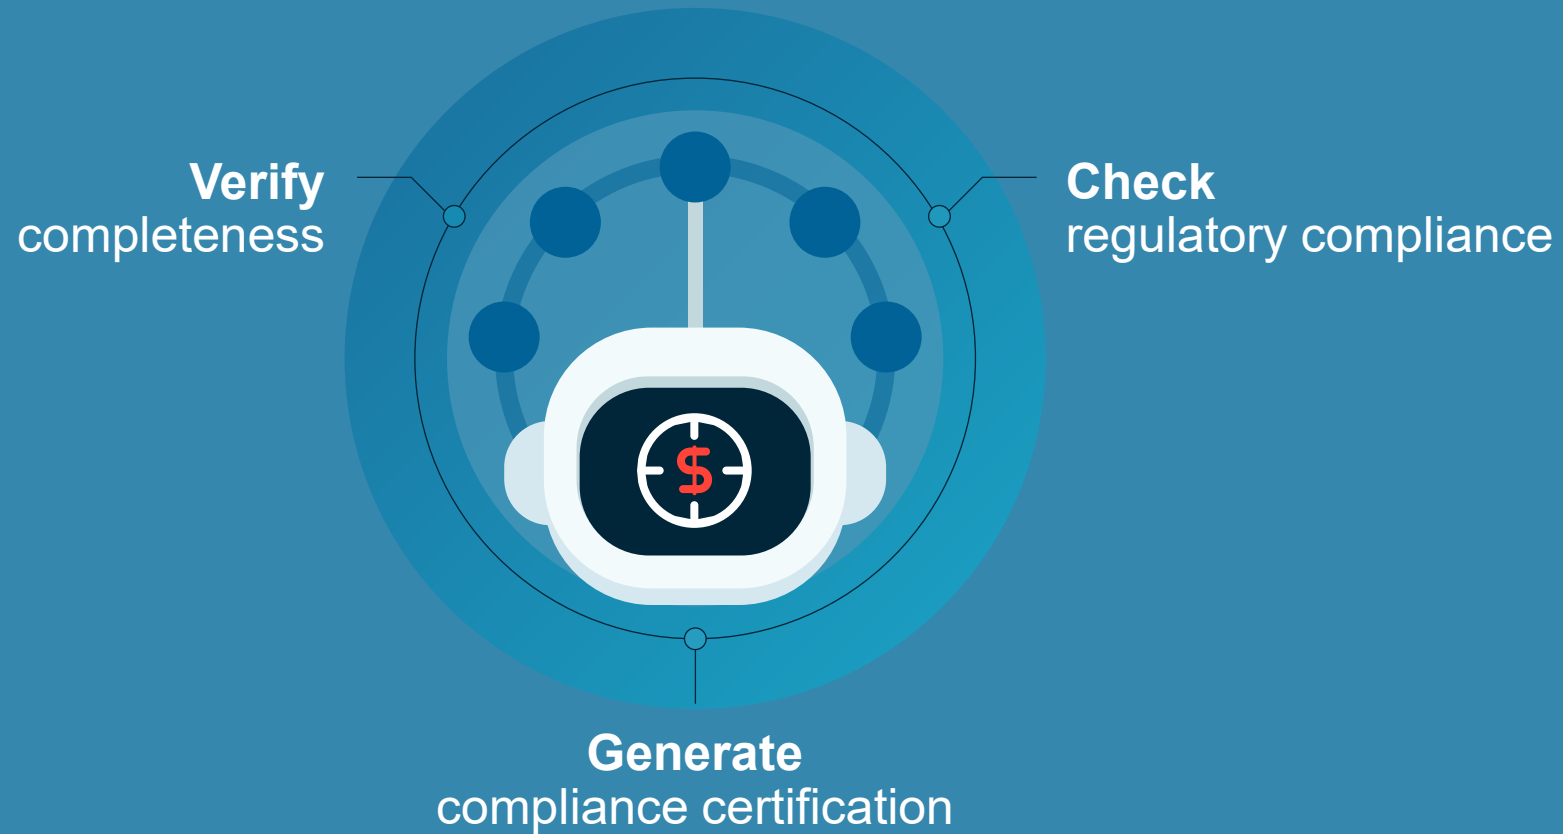 Verify
completeness
Check
regulatory compliance
$
Generate
compliance certification